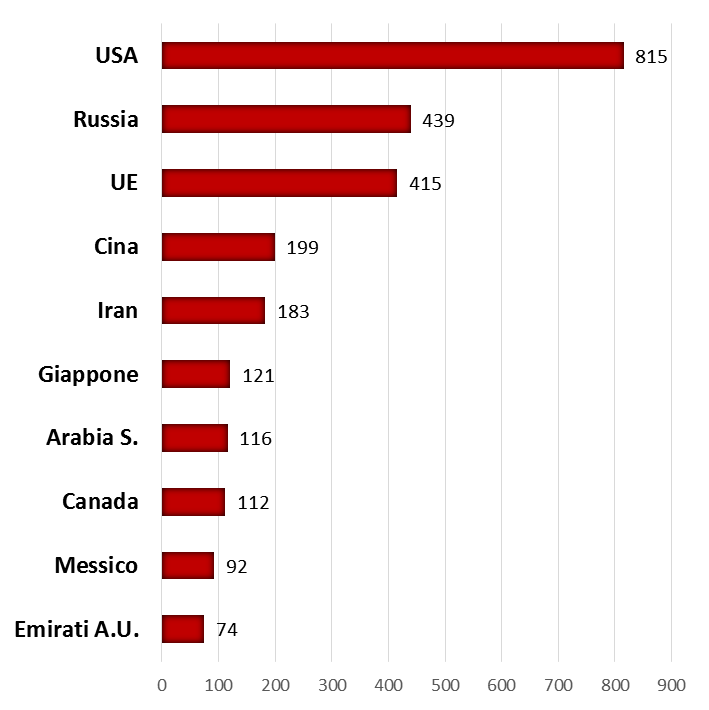 USA 815
Russia 439
UE 415
Cina 199
Iran 183
Giappone 121
Arabia S. 116
Canada 112
Messico 92
Emirati A.U. 74
0 100 200 300 400 500 600 700 800 900